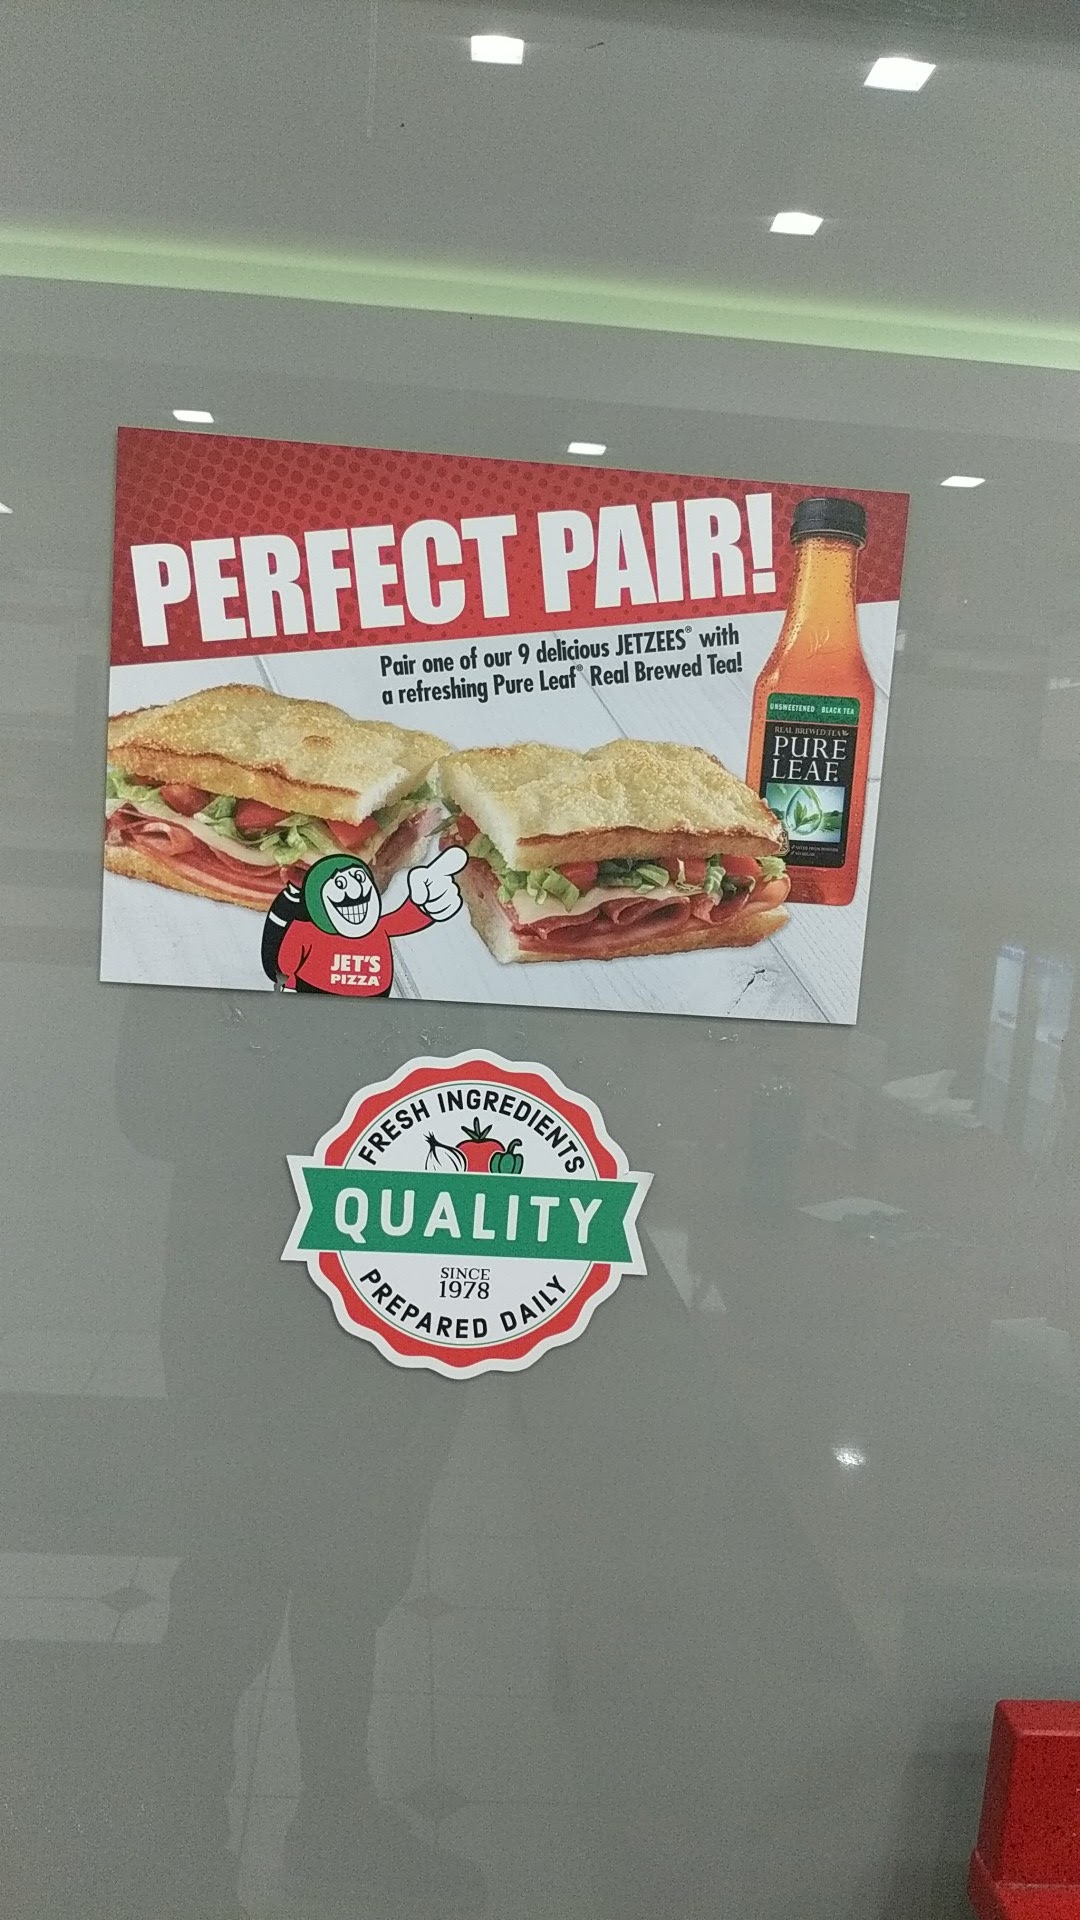 PERFECT PAIR!
Pair one of our 9 delicious JETZEES® with
a refreshing Pure Leaf® Real Brewed Tea!
UNSWEETENED BLACK TEA
REAL BREWED TEA
PURE
LEAF
JET'S
PIZZA
FRESH INGREDIENTS
QUALITY
SINCE
1978
PREPARED DAILY